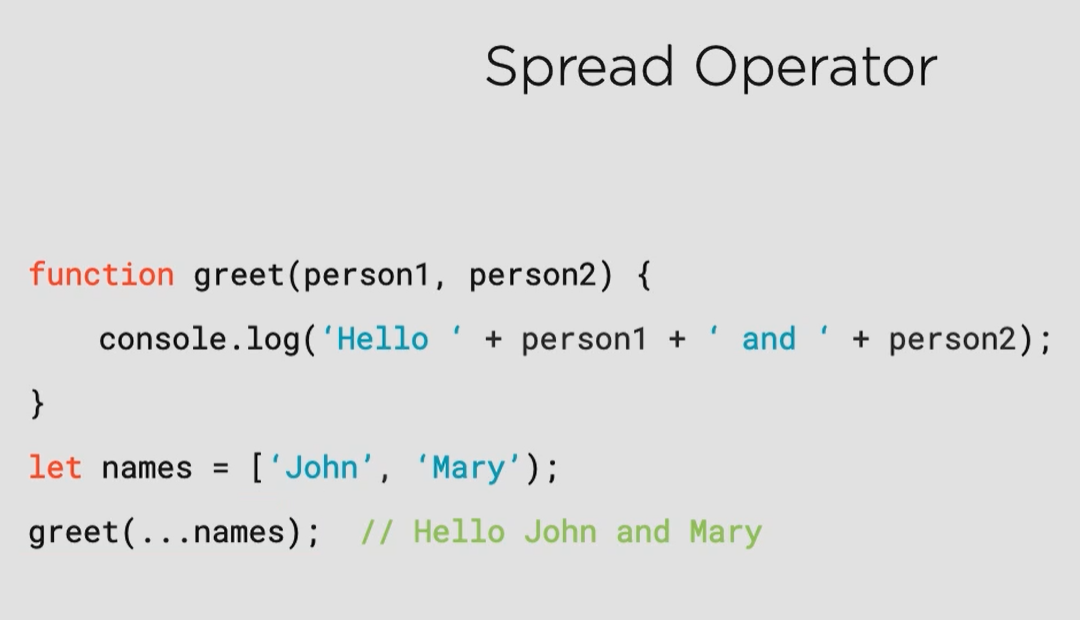 Spread Operator
function greet(person1, person2) {
    console.log(‘Hello ‘ + person1 + ‘ and ‘ + person2);
}
let names = [‘John’, ‘Mary’);
greet(...names);  // Hello John and Mary